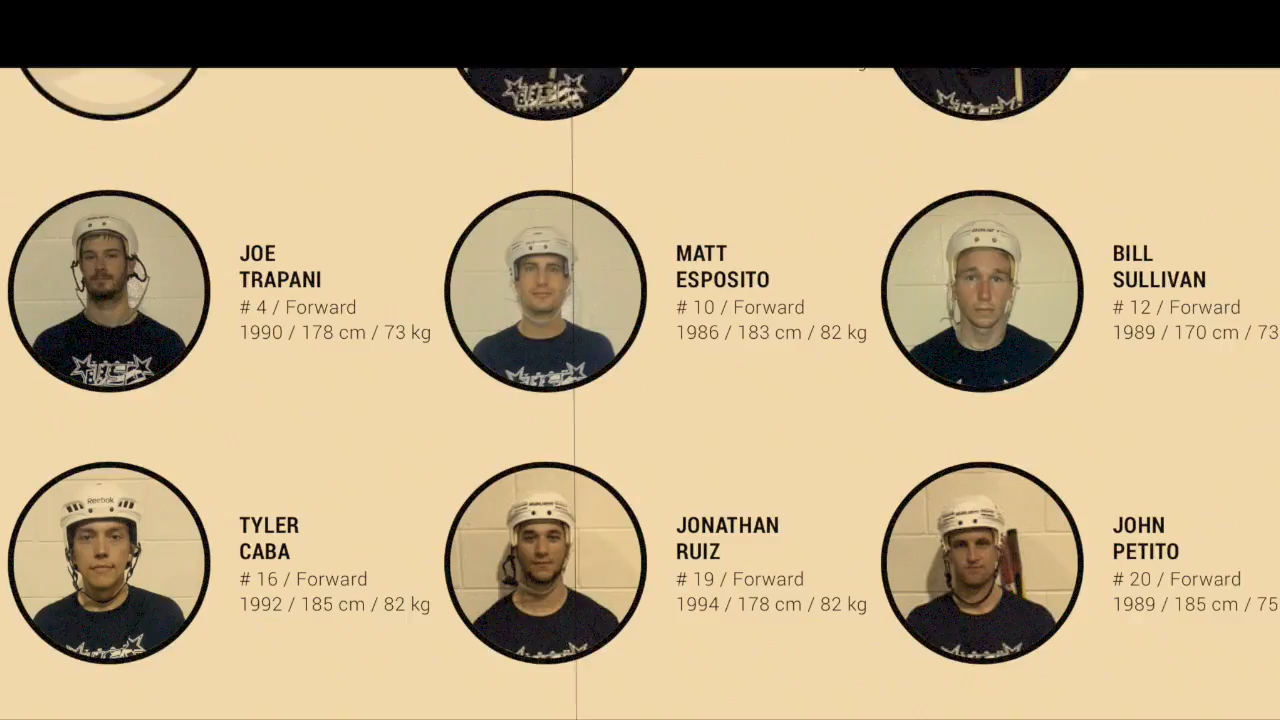 JOE
TRAPANI
# 4 / Forward
1990 / 178 cm / 73 kg
MATT
ESPOSITO
# 10 / Forward
1986 / 183 cm / 82 kg
BILL
SULLIVAN
# 12 / Forward
1989 / 170 cm / 73
Reebok
TYLER
CABA
# 16 / Forward
1992 / 185 cm / 82 kg
JONATHAN
RUIZ
# 19 / Forward
1994 / 178 cm / 82 kg
JOHN
PETITO
# 20 / Forward
1989 / 185 cm / 75